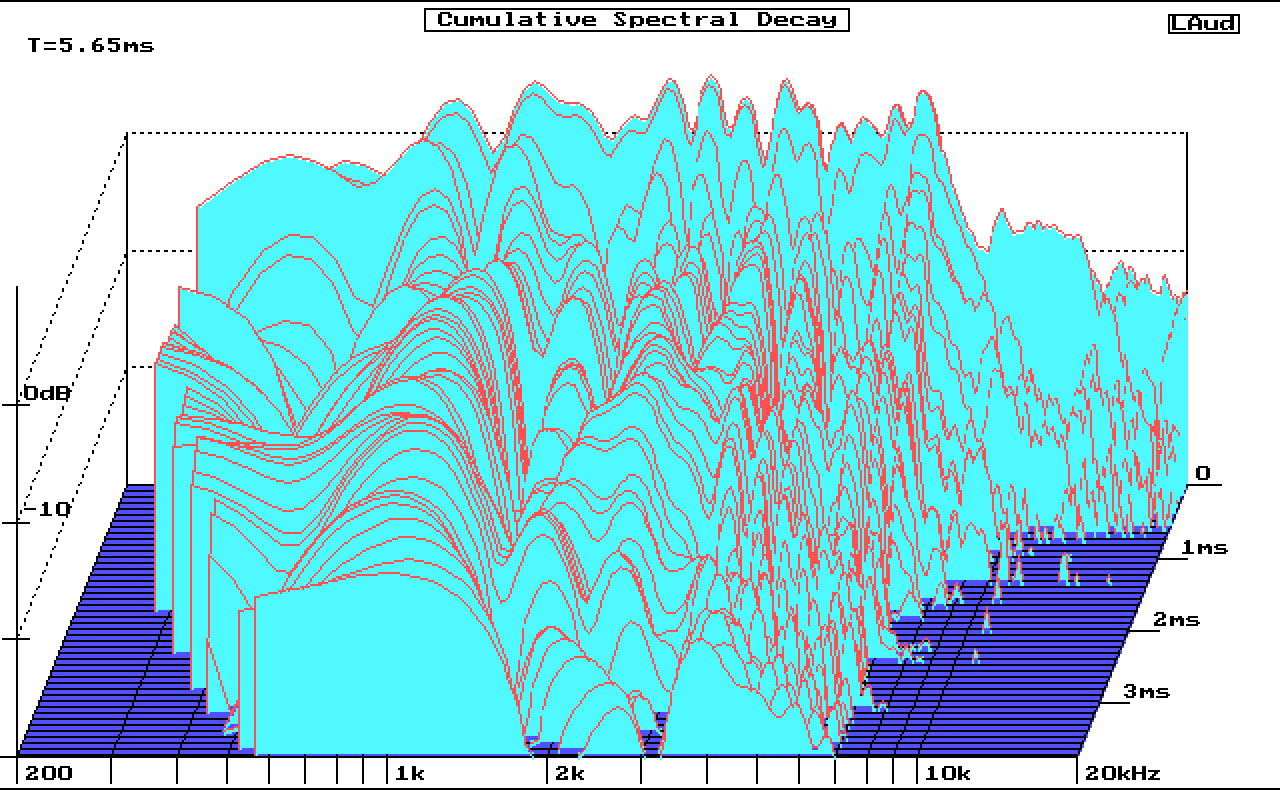 Cumulative Spectral Decay
LAud
T=5.65ms
0dB
-10
0
1ms
2ms
3ms
200
1k
2k
10k
20kHz